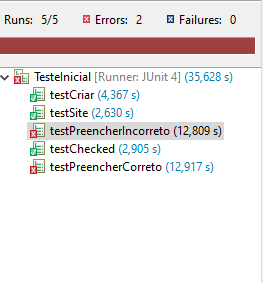 Runs: 5/5 Errors: 2 Failures: 0
TesteInicial [Runner: JUnit 4] (35,628 s)
testCriar (4,367 s)
testSite (2,630 s)
testPreencherIncorreto (12,809 s)
testChecked (2,905 s)
testPreencherCorreto (12,917 s)